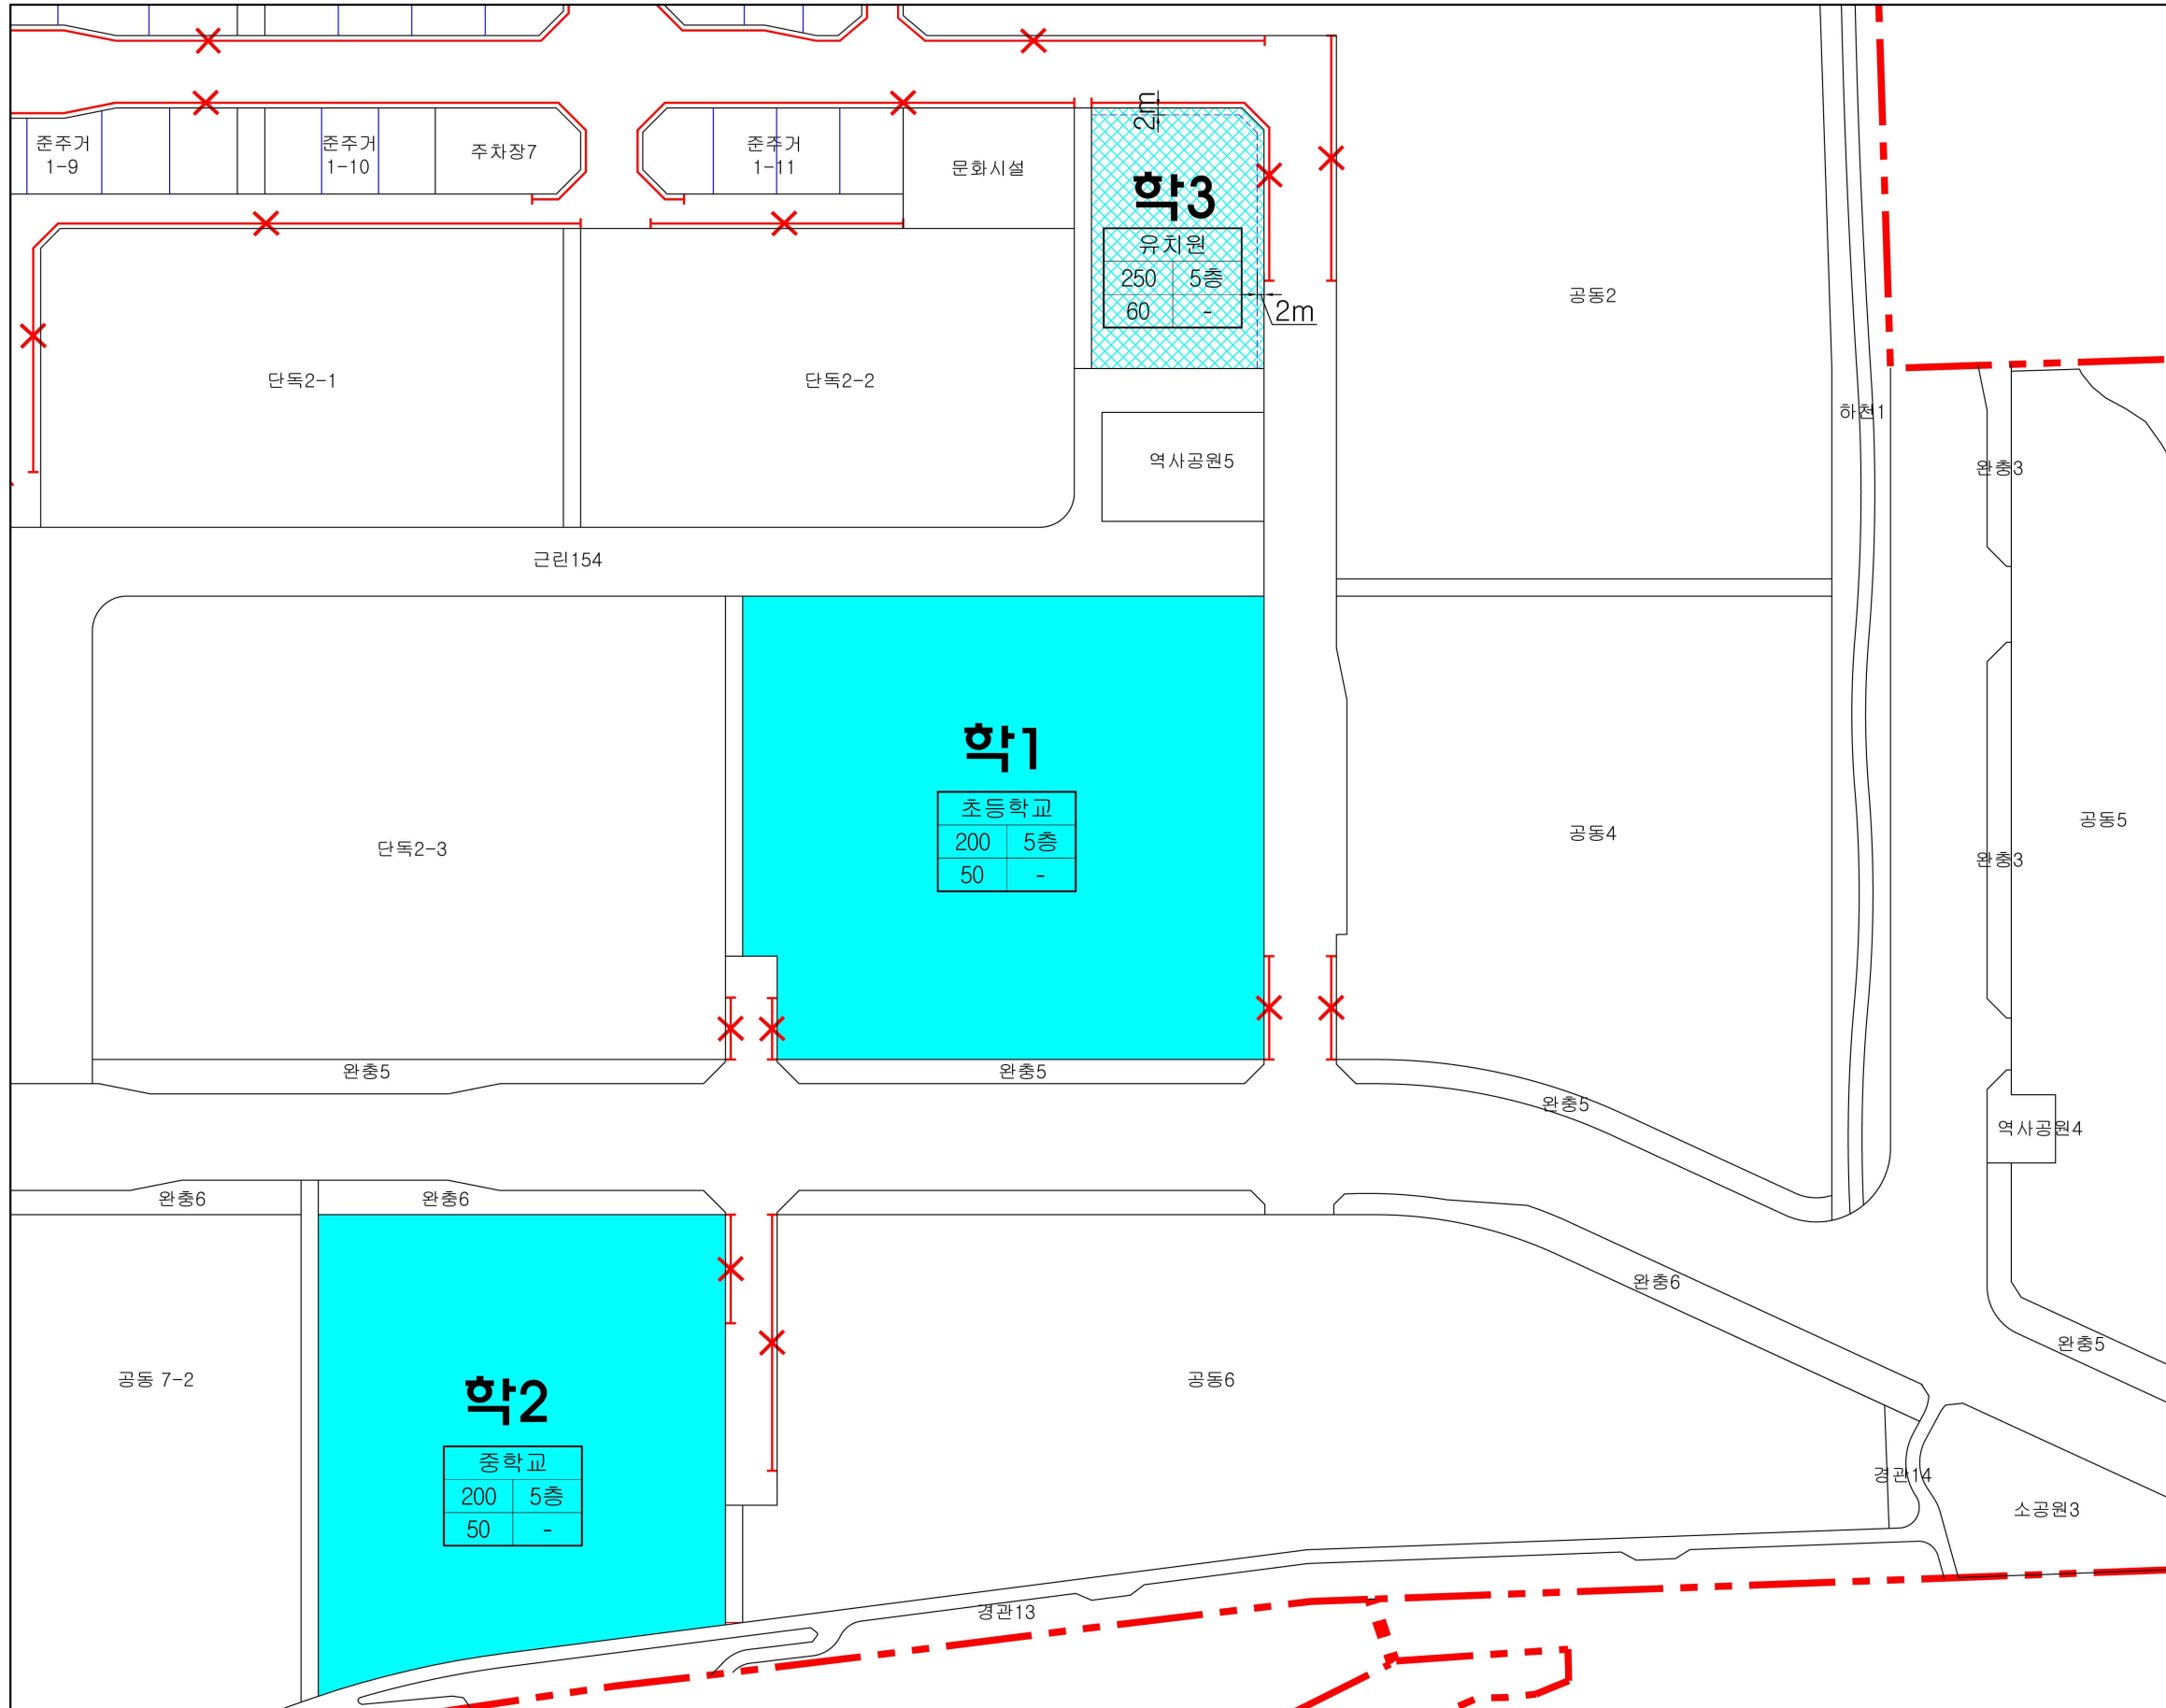 준주거
1-9
준주거
1-10
주차장7
준주거
1-11
문화시설
2m
학3
유치원
250 5층
60 -
2m
공동2
단독2-1
단독2-2
하천1
역사공원5
완충3
근린154
학1
초등학교
200 5층
50 -
단독2-3
공동4
공동5
완충3
완충5
완충5
완충5
역사공원4
완충6
완충6
완충6
완충5
공동 7-2
학2
중학교
200 5층
50 -
공동6
경관14
소공원3
경관13